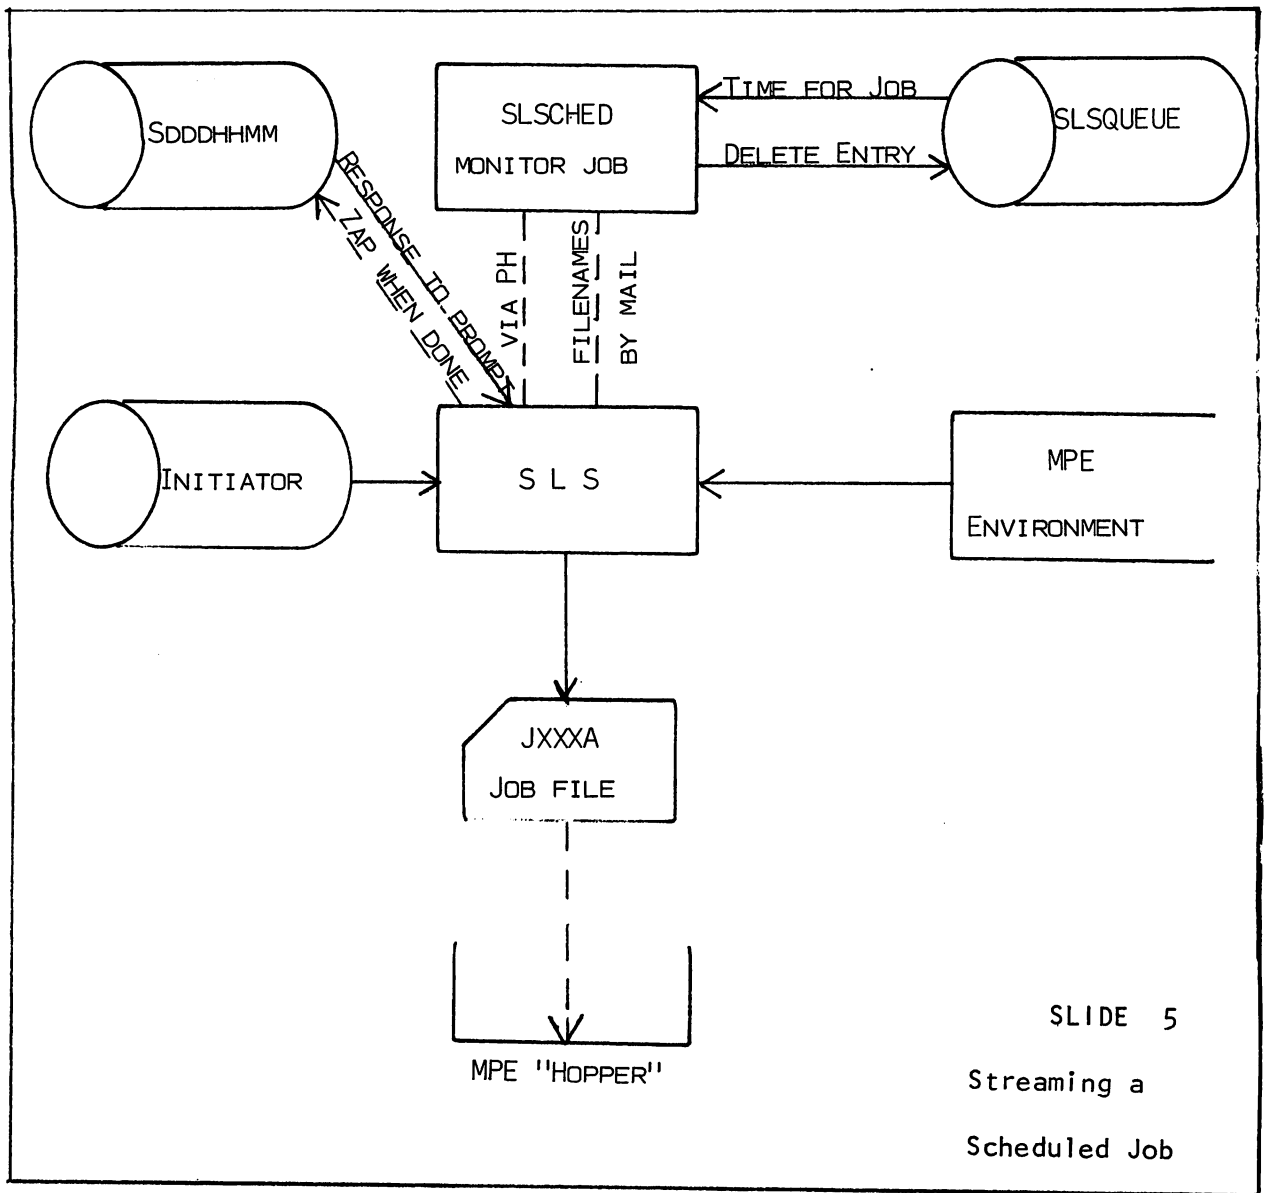 SDDDHHMM
SLSCHED
MONITOR JOB
TIME FOR JOB
DELETE ENTRY
SLSQUEUE
RESPONSE TO PROMPT
ZAP WHEN DONE
VIA PH
FILENAMES
BY MAIL
INITIATOR
S L S
MPE
ENVIRONMENT
JXXXA
JOB FILE
MPE "HOPPER"
SLIDE 5
Streaming a
Scheduled Job